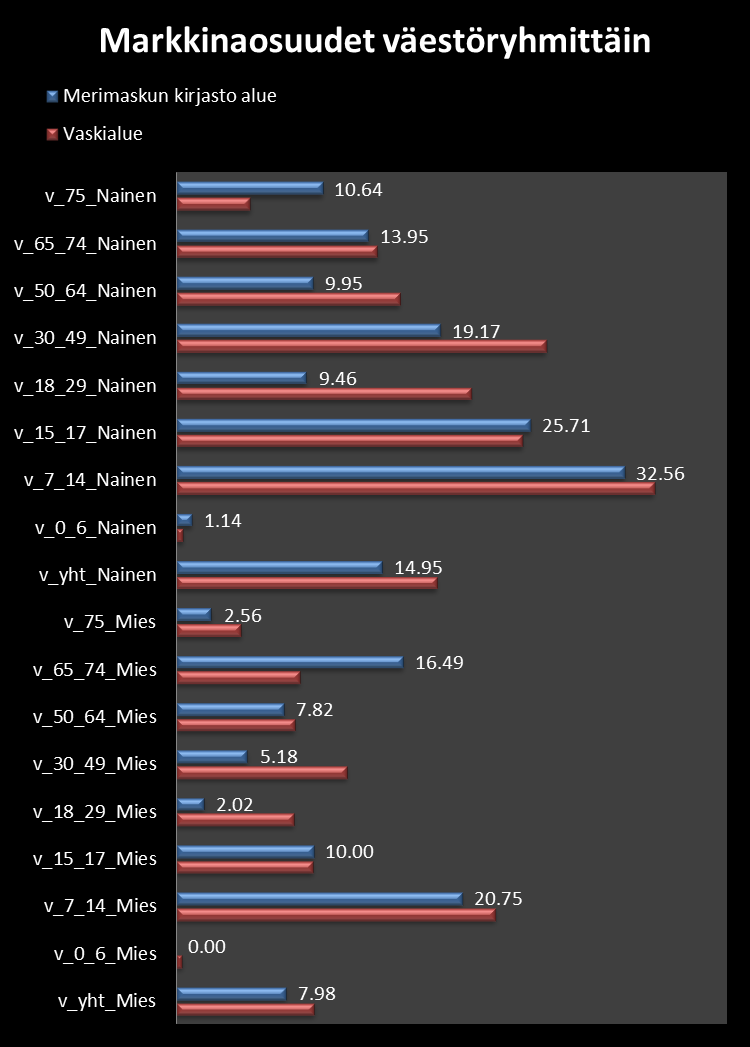 Markkinaosuudet väestöryhmittäin
Merimaskun kirjasto alue
Vaskialue
v_75_Nainen 10.64
v_65_74_Nainen 13.95
v_50_64_Nainen 9.95
v_30_49_Nainen 19.17
v_18_29_Nainen 9.46
v_15_17_Nainen 25.71
v_7_14_Nainen 32.56
v_0_6_Nainen 1.14
v_yht_Nainen 14.95
v_75_Mies 2.56
v_65_74_Mies 16.49
v_50_64_Mies 7.82
v_30_49_Mies 5.18
v_18_29_Mies 2.02
v_15_17_Mies 10.00
v_7_14_Mies 20.75
v_0_6_Mies 0.00
v_yht_Mies 7.98